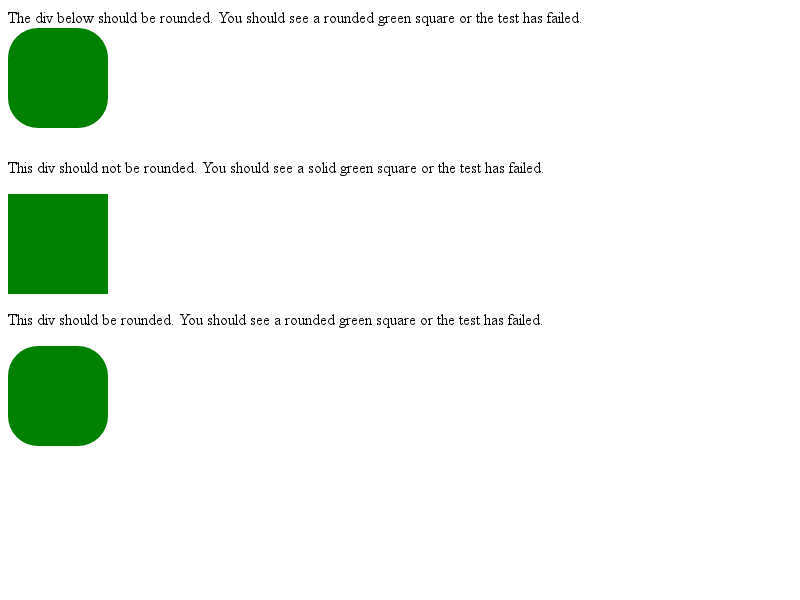 The div below should be rounded. You should see a rounded green square or the test has failed.
This div should not be rounded. You should see a solid green square or the test has failed.
This div should be rounded. You should see a rounded green square or the test has failed.